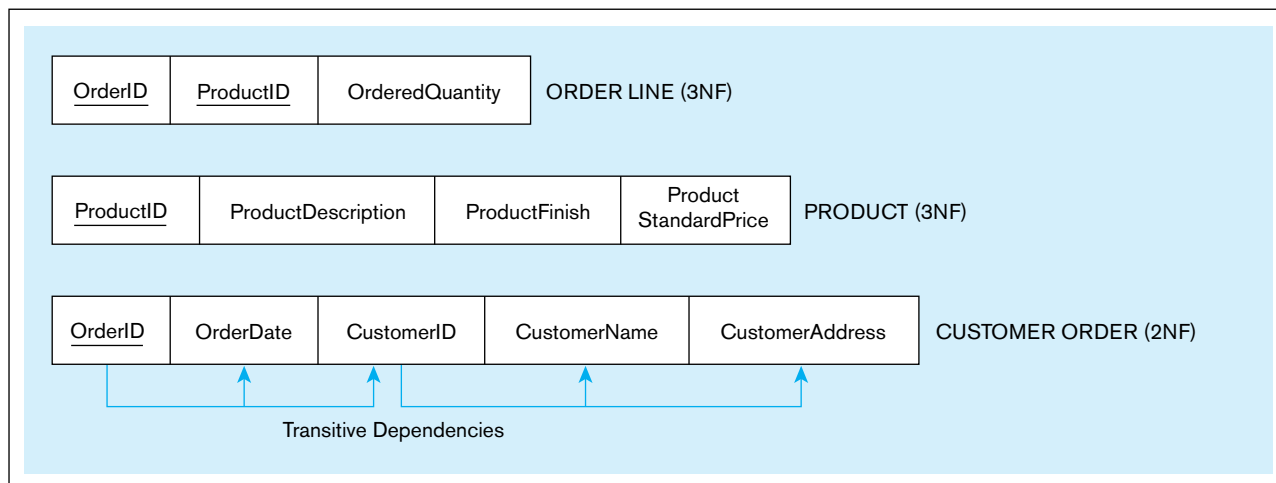 OrderID ProductID OrderedQuantity ORDER LINE (3NF)
ProductID ProductDescription ProductFinish Product StandardPrice PRODUCT (3NF)
OrderID OrderDate CustomerID CustomerName CustomerAddress CUSTOMER ORDER (2NF)
Transitive Dependencies